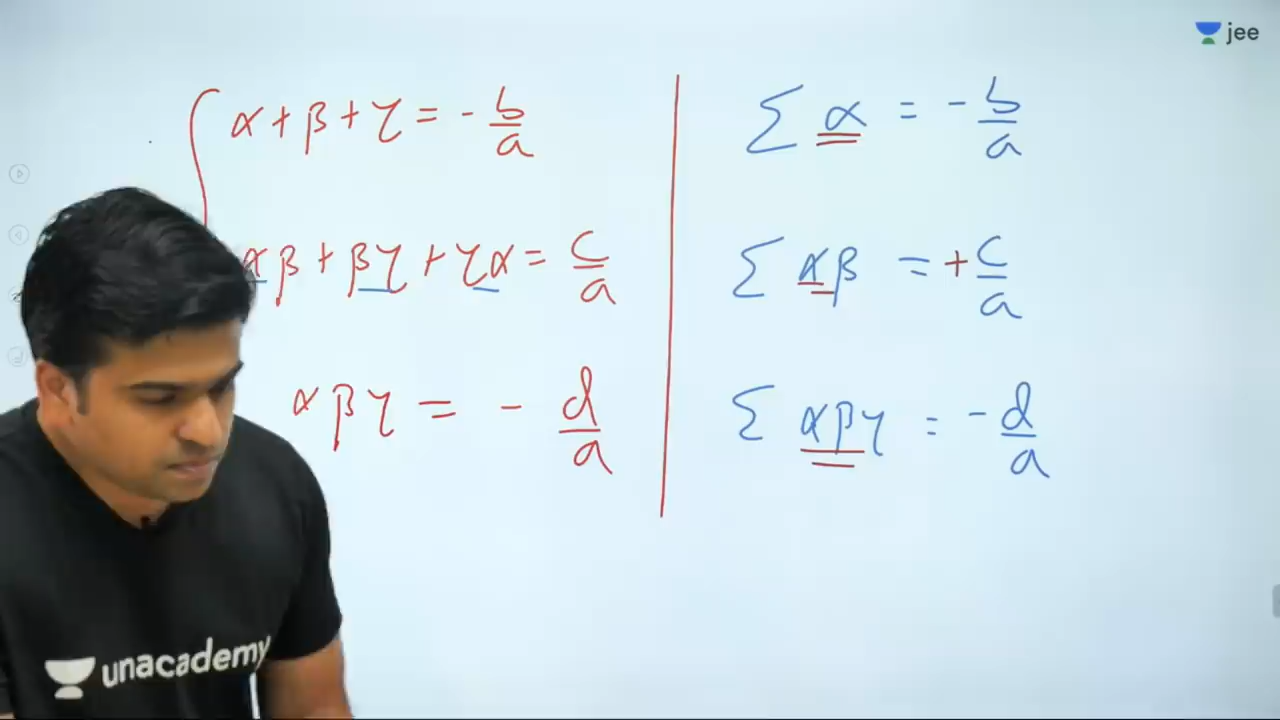 jee
α + β + γ = - b/a
αβ + βγ + γα = c/a
αβγ = - d/a
Σ α = - b/a
Σ αβ = + c/a
Σ αβγ = - d/a
unacademy